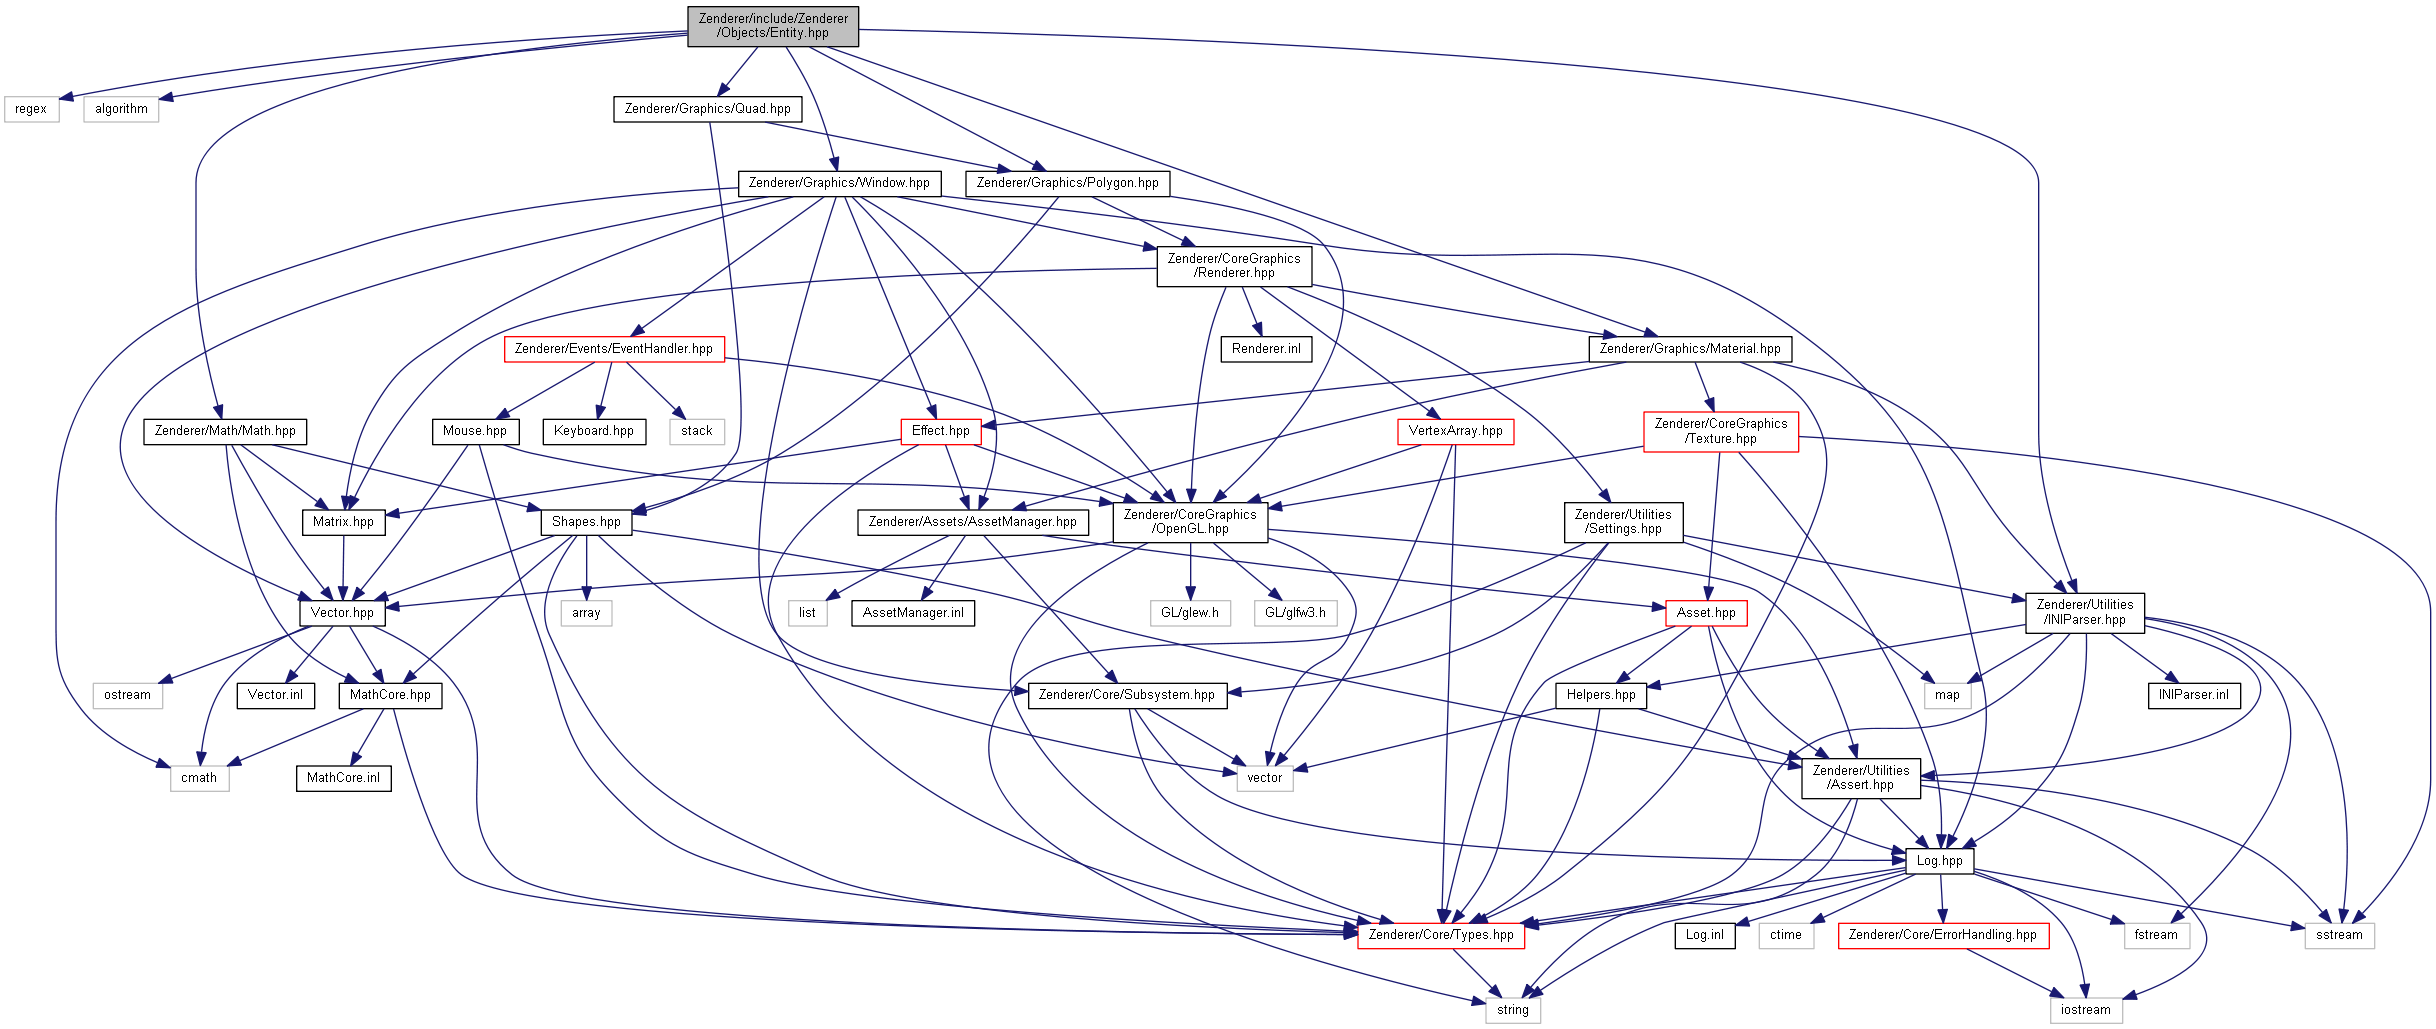 Zenderer/include/Zenderer
/Objects/Entity.hpp
regex
algorithm
Zenderer/Graphics/Quad.hpp
Zenderer/Graphics/Window.hpp
Zenderer/Graphics/Polygon.hpp
Zenderer/CoreGraphics
/Renderer.hpp
Zenderer/Events/EventHandler.hpp
Renderer.inl
Zenderer/Graphics/Material.hpp
Zenderer/Math/Math.hpp
Mouse.hpp
Keyboard.hpp
stack
Effect.hpp
VertexArray.hpp
Zenderer/CoreGraphics
/Texture.hpp
Matrix.hpp
Shapes.hpp
Zenderer/Assets/AssetManager.hpp
Zenderer/CoreGraphics
/OpenGL.hpp
Zenderer/Utilities
/Settings.hpp
Vector.hpp
array
list
AssetManager.inl
GL/glew.h
GL/glfw3.h
Asset.hpp
Zenderer/Utilities
/INIParser.hpp
ostream
Vector.inl
MathCore.hpp
Zenderer/Core/Subsystem.hpp
Helpers.hpp
map
INIParser.inl
cmath
MathCore.inl
vector
Zenderer/Utilities
/Assert.hpp
Log.hpp
Zenderer/Core/Types.hpp
Log.inl
ctime
Zenderer/Core/ErrorHandling.hpp
fstream
sstream
string
iostream